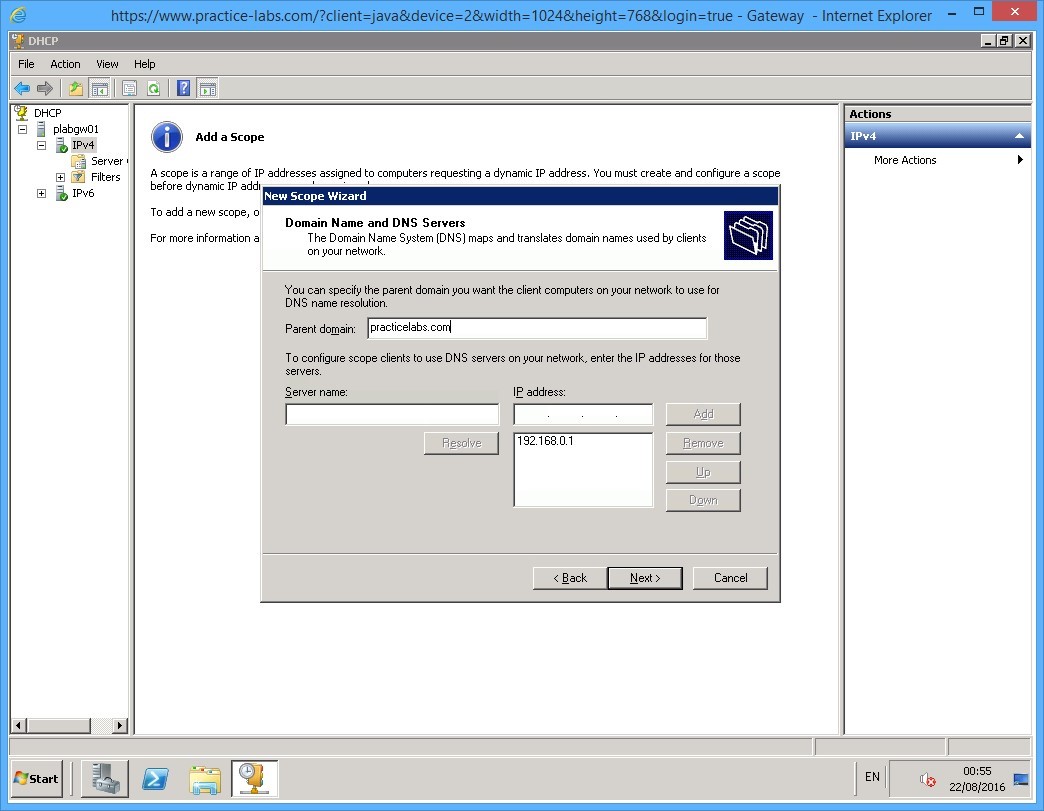 https://www.practice-labs.com/?client=java&device=2&width=1024&height=768&login=true - Gateway - Internet Explorer
DHCP
File Action View Help
DHCP
plabgw01
IPv4
Server
Filters
IPv6
Add a Scope
A scope is a range of IP addresses assigned to computers requesting a dynamic IP address. You must create and configure a scope
before dynamic IP
To add a new scope,
For more information a
New Scope Wizard
Domain Name and DNS Servers
The Domain Name System (DNS) maps and translates domain names used by clients
on your network.
You can specify the parent domain you want the client computers on your network to use for
DNS name resolution.
Parent domain: practicelabs.com
To configure scope clients to use DNS servers on your network, enter the IP addresses for those
servers.
Server name: IP address:
Add
Resolve 192.168.0.1 Remove
Up
Down
< Back Next > Cancel
Actions
IPv4
More Actions
Start
EN
00:55
22/08/2016